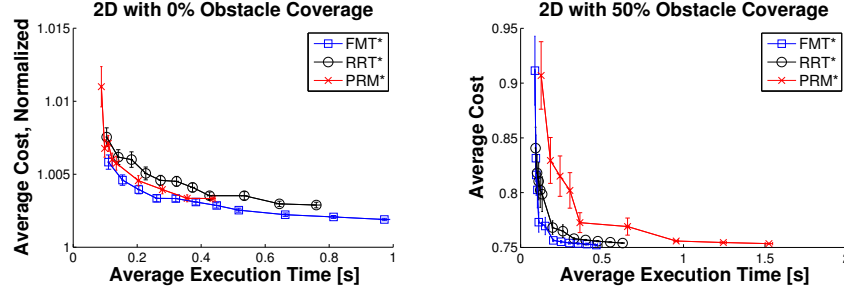 2D with 0% Obstacle Coverage
Average Cost, Normalized
1.015
1.01
1.005
1
0.2
0.4
0.6
0.8
1
Average Execution Time [s]
FMT*
RRT*
PRM*
2D with 50% Obstacle Coverage
Average Cost
0.95
0.9
0.85
0.8
0.75
0
0.5
1
1.5
2
Average Execution Time [s]
FMT*
RRT*
PRM*